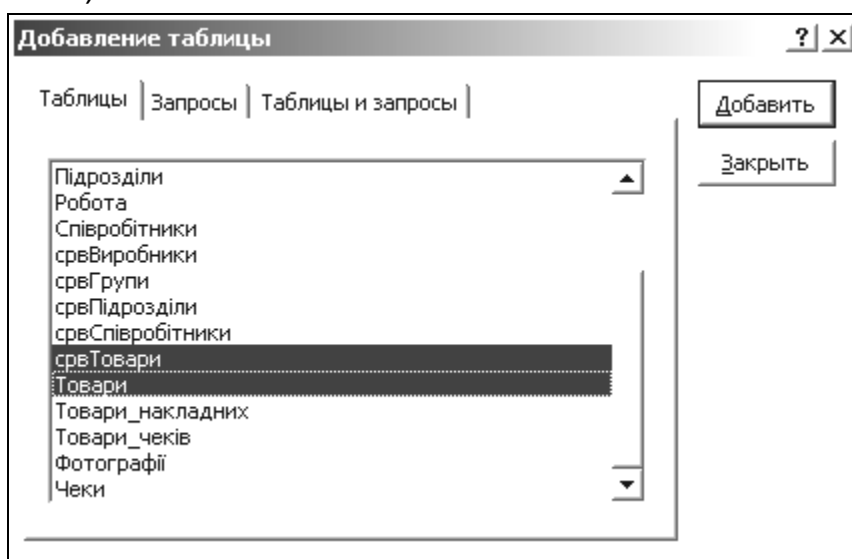 )
Добавление таблицы ? ×
Таблицы Запросы Таблицы и запросы
Добавить
Закрыть
Підрозділи
Робота
Співробітники
срвВиробники
срвГрупи
срвПідрозділи
срвСпівробітники
срвТовари
Товари
Товари_накладних
Товари_чеків
Фотографії
Чеки